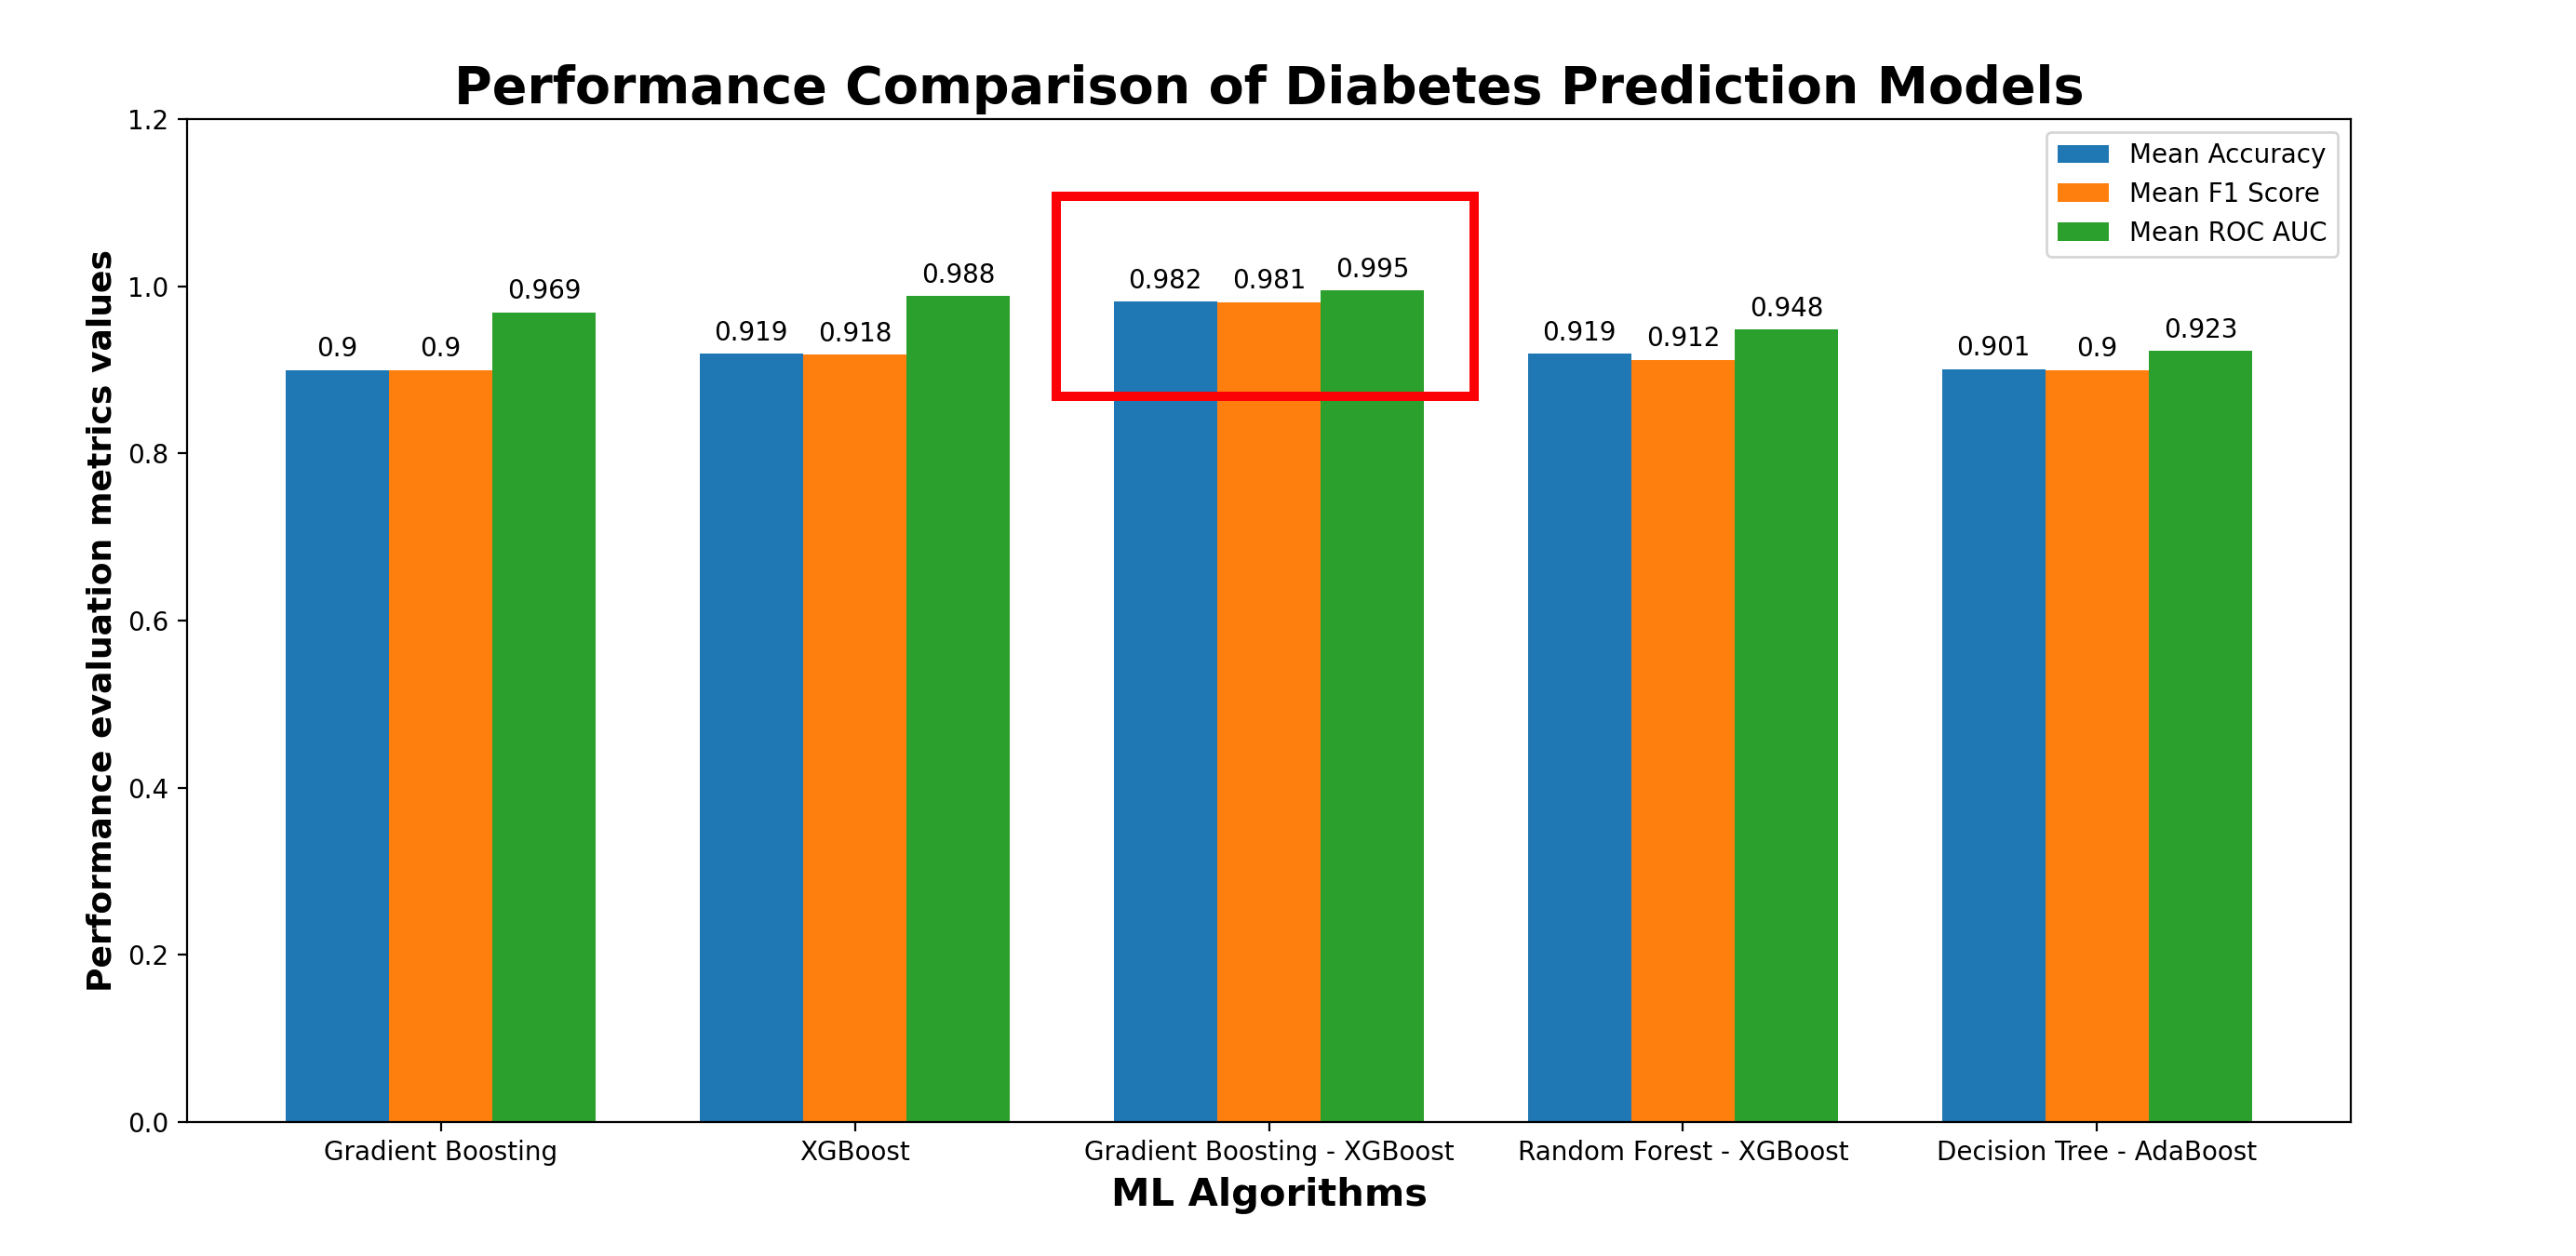 Performance Comparison of Diabetes Prediction Models
Performance evaluation metrics values
1.2
1.0
0.8
0.6
0.4
0.2
0.0
Mean Accuracy
Mean F1 Score
Mean ROC AUC
0.9 0.9 0.969
0.919 0.918 0.988
0.982 0.981 0.995
0.919 0.912 0.948
0.901 0.9 0.923
Gradient Boosting XGBoost Gradient Boosting - XGBoost Random Forest - XGBoost Decision Tree - AdaBoost
ML Algorithms